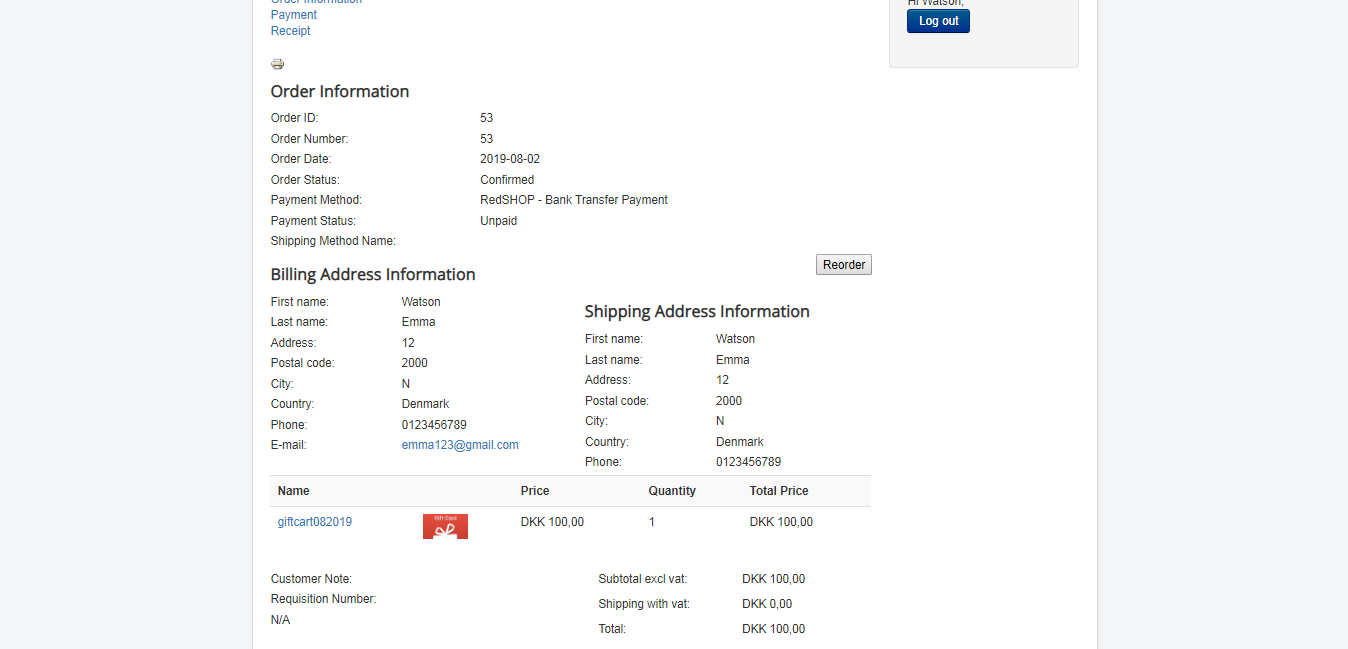 Order Information
Payment
Receipt
Hi Watson,
Log out
Order Information
Order ID: 53
Order Number: 53
Order Date: 2019-08-02
Order Status: Confirmed
Payment Method: RedSHOP - Bank Transfer Payment
Payment Status: Unpaid
Shipping Method Name:
Reorder
Billing Address Information
First name: Watson
Last name: Emma
Address: 12
Postal code: 2000
City: N
Country: Denmark
Phone: 0123456789
E-mail: emma123@gmail.com
Shipping Address Information
First name: Watson
Last name: Emma
Address: 12
Postal code: 2000
City: N
Country: Denmark
Phone: 0123456789
Name Price Quantity Total Price
giftcart082019 Gift Card DKK 100,00 1 DKK 100,00
Customer Note:
Requisition Number:
N/A
Subtotal excl vat: DKK 100,00
Shipping with vat: DKK 0,00
Total: DKK 100,00